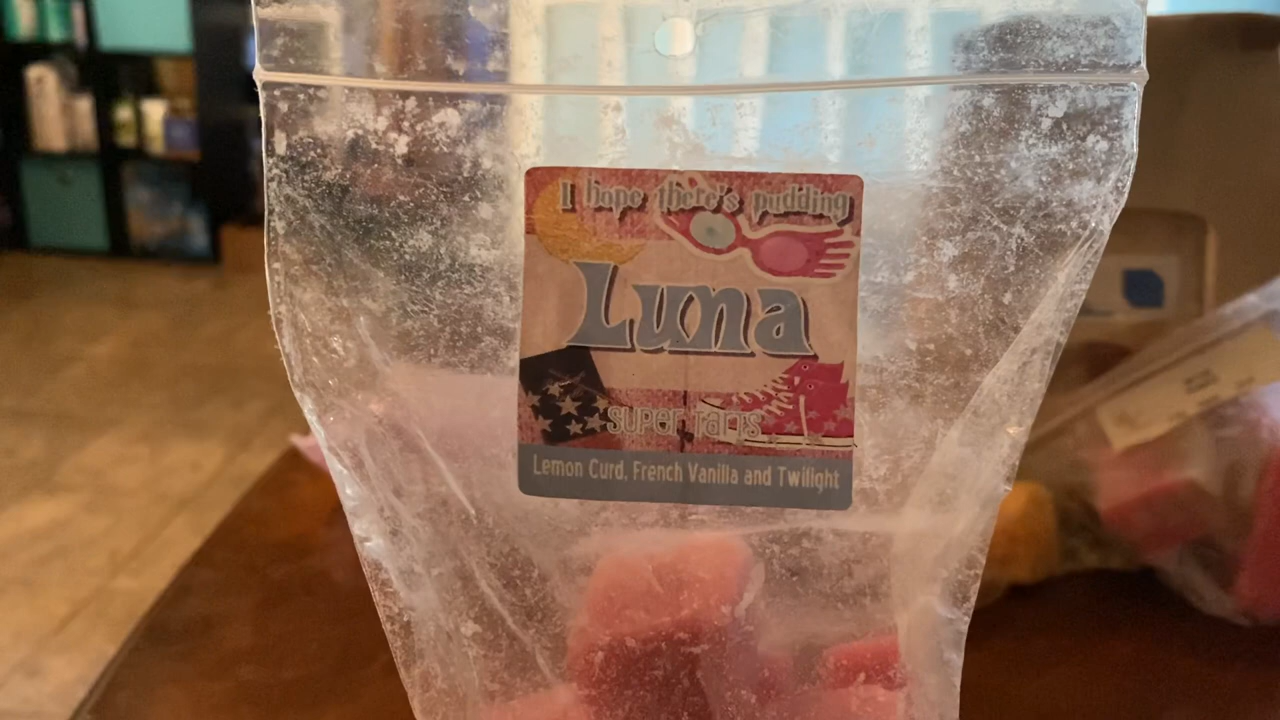 I hope there's pudding
Luna
SUPER TARTS
Lemon Curd, French Vanilla and Twilight